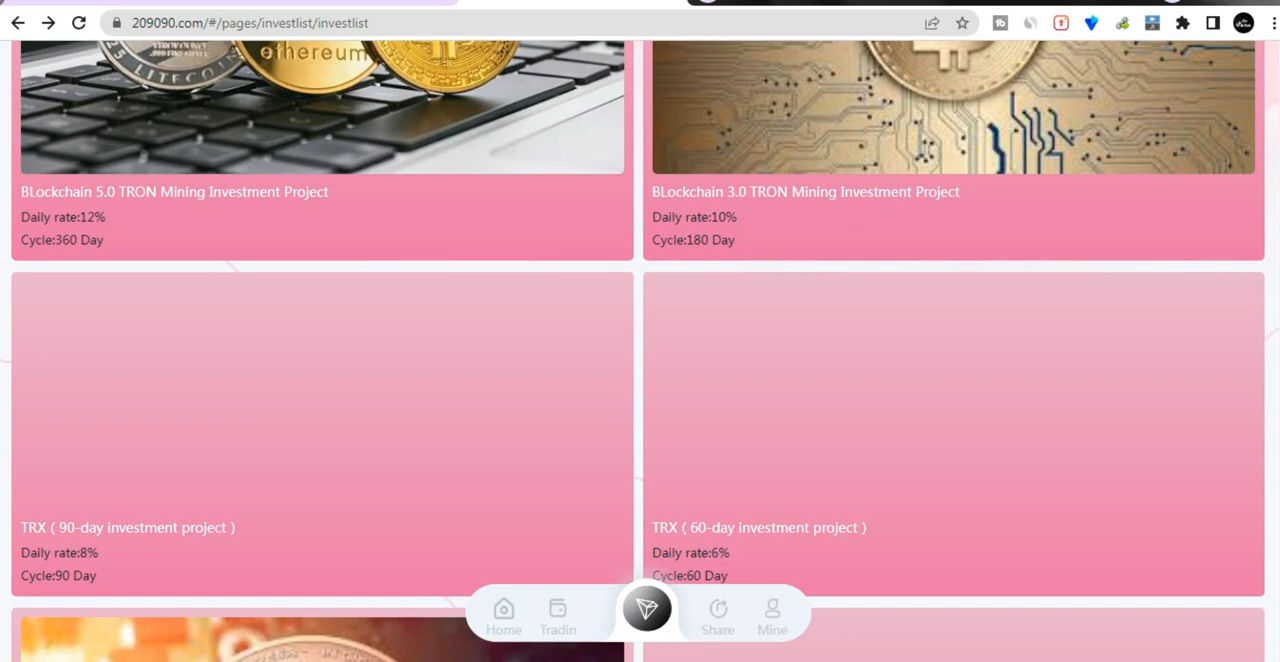 209090.com/#/pages/investlist/investlist
LITECOIN
ethereum
BLockchain 5.0 TRON Mining Investment Project
Daily rate:12%
Cycle:360 Day
BLockchain 3.0 TRON Mining Investment Project
Daily rate:10%
Cycle:180 Day
TRX ( 90-day investment project )
Daily rate:8%
Cycle:90 Day
TRX ( 60-day investment project )
Daily rate:6%
Cycle:60 Day
Home
Tradin
Share
Mine